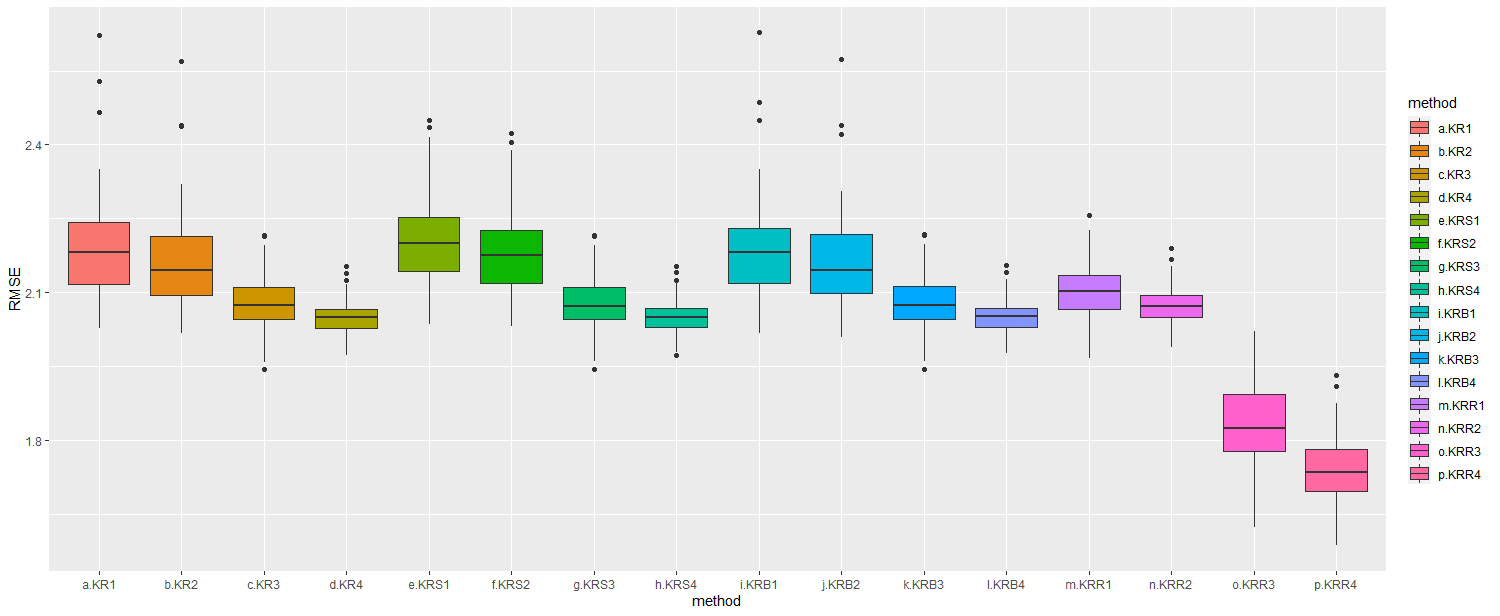 RMSE
2.4
2.1
1.8
a.KR1
b.KR2
c.KR3
d.KR4
e.KRS1
f.KRS2
g.KRS3
h.KRS4
i.KRB1
j.KRB2
k.KRB3
l.KRB4
m.KRR1
n.KRR2
o.KRR3
p.KRR4
method
method
a.KR1
b.KR2
c.KR3
d.KR4
e.KRS1
f.KRS2
g.KRS3
h.KRS4
i.KRB1
j.KRB2
k.KRB3
l.KRB4
m.KRR1
n.KRR2
o.KRR3
p.KRR4